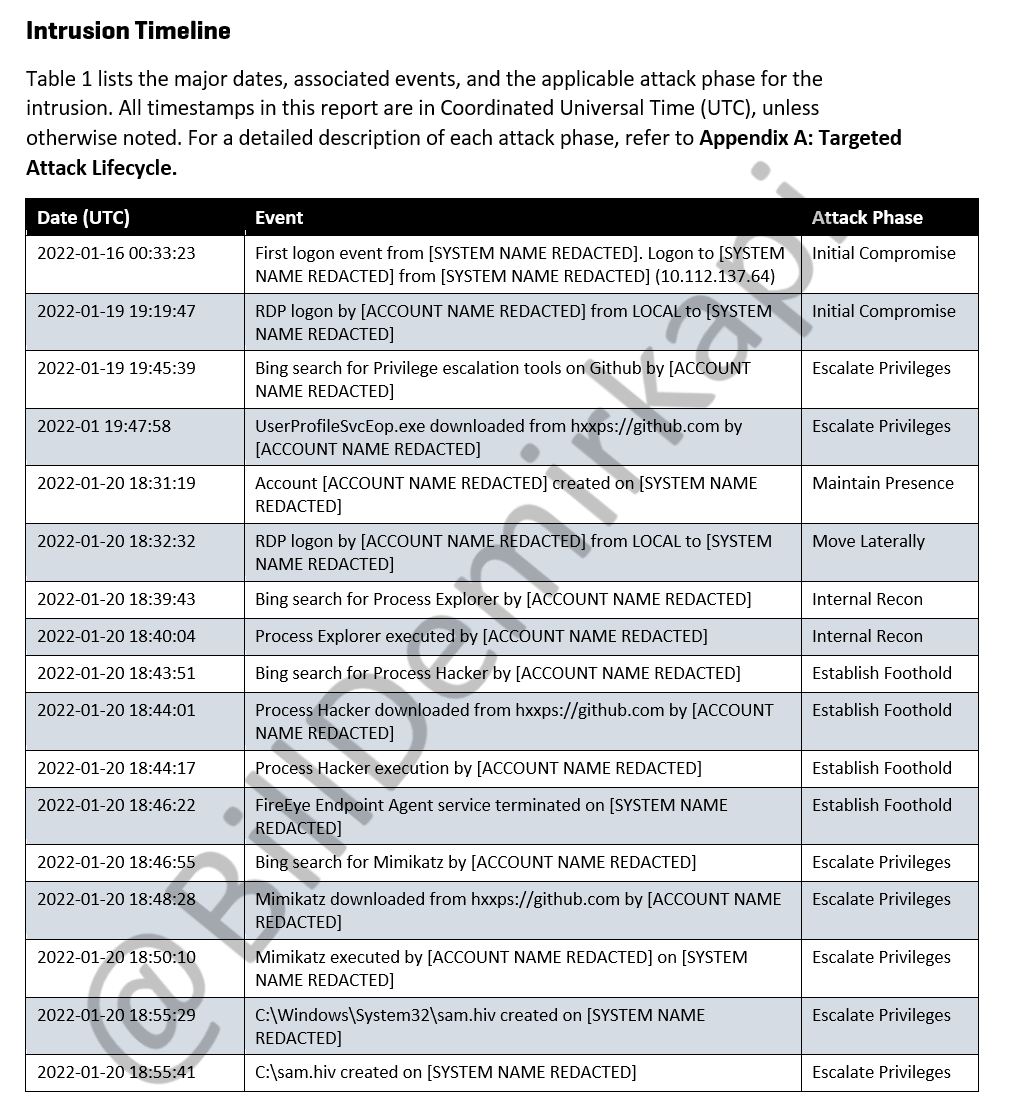 Intrusion Timeline
Table 1 lists the major dates, associated events, and the applicable attack phase for the
intrusion. All timestamps in this report are in Coordinated Universal Time (UTC), unless
otherwise noted. For a detailed description of each attack phase, refer to Appendix A: Targeted
Attack Lifecycle.
Date (UTC) Event Attack Phase
2022-01-16 00:33:23 First logon event from [SYSTEM NAME REDACTED]. Logon to [SYSTEM Initial Compromise
NAME REDACTED] from [SYSTEM NAME REDACTED] (10.112.137.64)
2022-01-19 19:19:47 RDP logon by [ACCOUNT NAME REDACTED] from LOCAL to [SYSTEM Initial Compromise
NAME REDACTED]
2022-01-19 19:45:39 Bing search for Privilege escalation tools on Github by [ACCOUNT Escalate Privileges
NAME REDACTED]
2022-01 19:47:58 UserProfileSvcEop.exe downloaded from hxxps://github.com by Escalate Privileges
[ACCOUNT NAME REDACTED]
2022-01-20 18:31:19 Account [ACCOUNT NAME REDACTED] created on [SYSTEM NAME Maintain Presence
REDACTED]
2022-01-20 18:32:32 RDP logon by [ACCOUNT NAME REDACTED] from LOCAL to [SYSTEM Move Laterally
NAME REDACTED]
2022-01-20 18:39:43 Bing search for Process Explorer by [ACCOUNT NAME REDACTED] Internal Recon
2022-01-20 18:40:04 Process Explorer executed by [ACCOUNT NAME REDACTED] Internal Recon
2022-01-20 18:43:51 Bing search for Process Hacker by [ACCOUNT NAME REDACTED] Establish Foothold
2022-01-20 18:44:01 Process Hacker downloaded from hxxps://github.com by [ACCOUNT Establish Foothold
NAME REDACTED]
2022-01-20 18:44:17 Process Hacker execution by [ACCOUNT NAME REDACTED] Establish Foothold
2022-01-20 18:46:22 FireEye Endpoint Agent service terminated on [SYSTEM NAME Establish Foothold
REDACTED]
2022-01-20 18:46:55 Bing search for Mimikatz by [ACCOUNT NAME REDACTED] Escalate Privileges
2022-01-20 18:48:28 Mimikatz downloaded from hxxps://github.com by [ACCOUNT NAME Escalate Privileges
REDACTED]
2022-01-20 18:50:10 Mimikatz executed by [ACCOUNT NAME REDACTED] on [SYSTEM Escalate Privileges
NAME REDACTED]
2022-01-20 18:55:29 C:\Windows\System32\sam.hiv created on [SYSTEM NAME Escalate Privileges
REDACTED]
2022-01-20 18:55:41 C:\sam.hiv created on [SYSTEM NAME REDACTED] Escalate Privileges
@BillDemirkapi